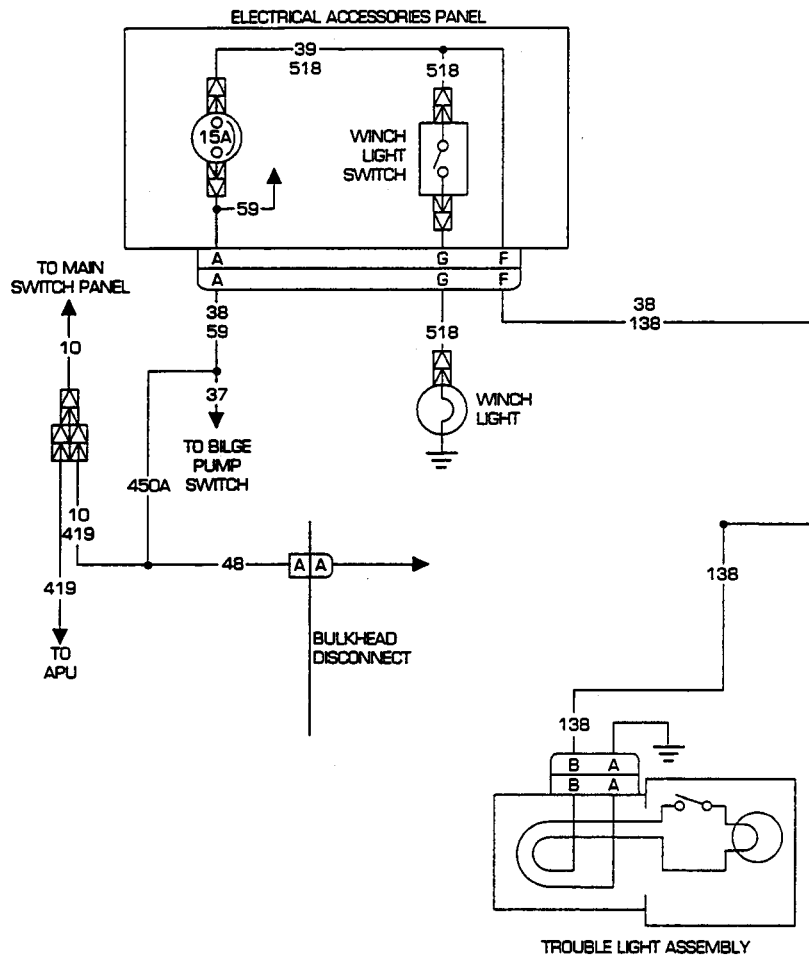 ELECTRICAL ACCESSORIES PANEL
39
518
518
15A
WINCH
LIGHT
SWITCH
59
A G F
A G F
TO MAIN
SWITCH PANEL
38
59
38
138
518
10
37
WINCH
LIGHT
TO BILGE
PUMP
SWITCH
450A
10
419
48
A A
138
419
BULKHEAD
DISCONNECT
TO
APU
138
B A
B A
TROUBLE LIGHT ASSEMBLY